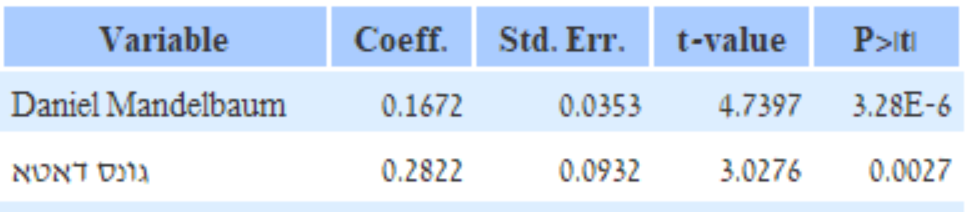 Variable Coeff. Std. Err. t-value P>|t|
Daniel Mandelbaum 0.1672 0.0353 4.7397 3.28E-6
גונס דאטא 0.2822 0.0932 3.0276 0.0027